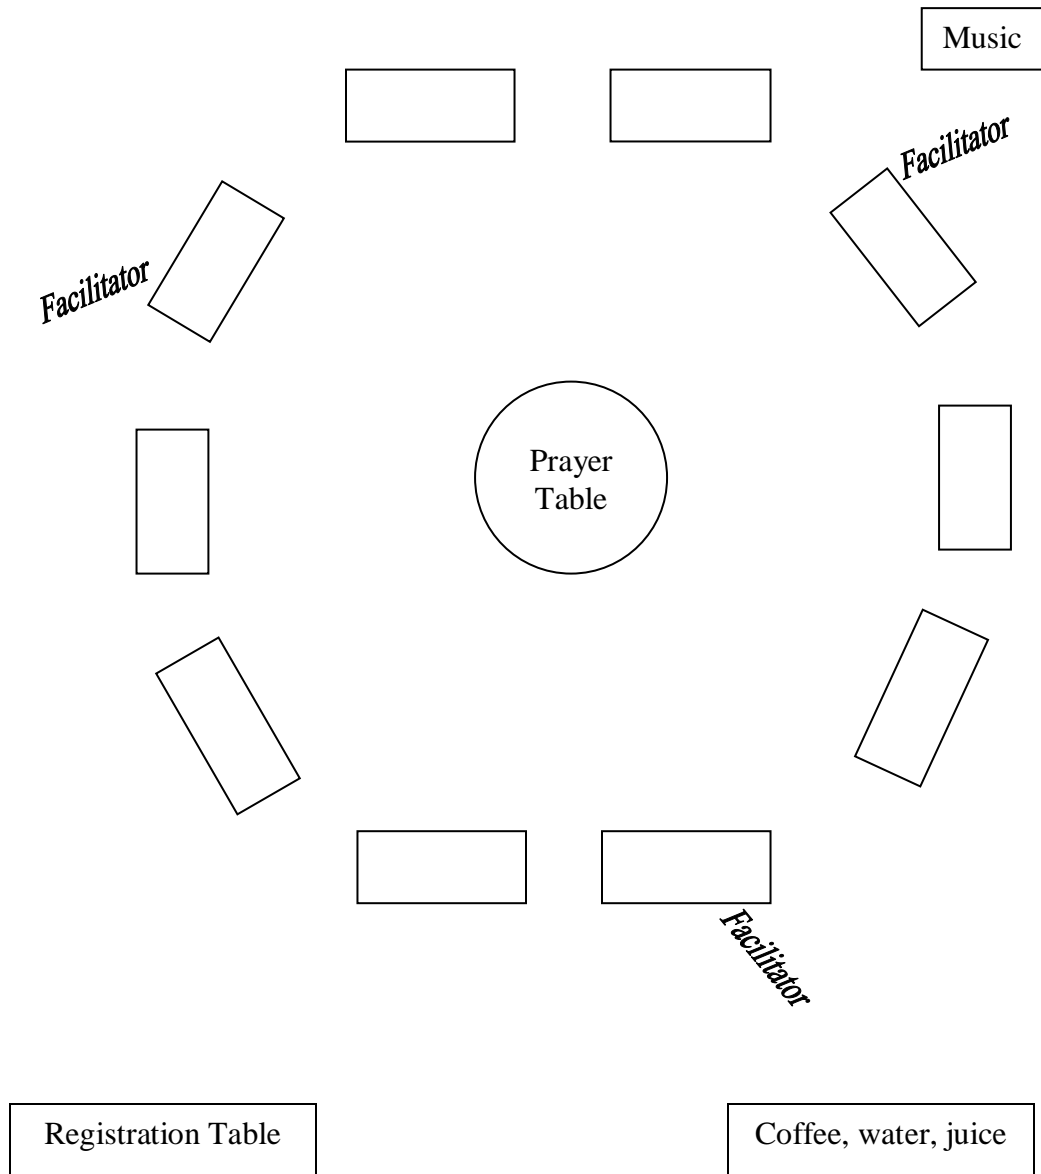 Music
Facilitator
Facilitator
Prayer
Table
Facilitator
Registration Table
Coffee, water, juice